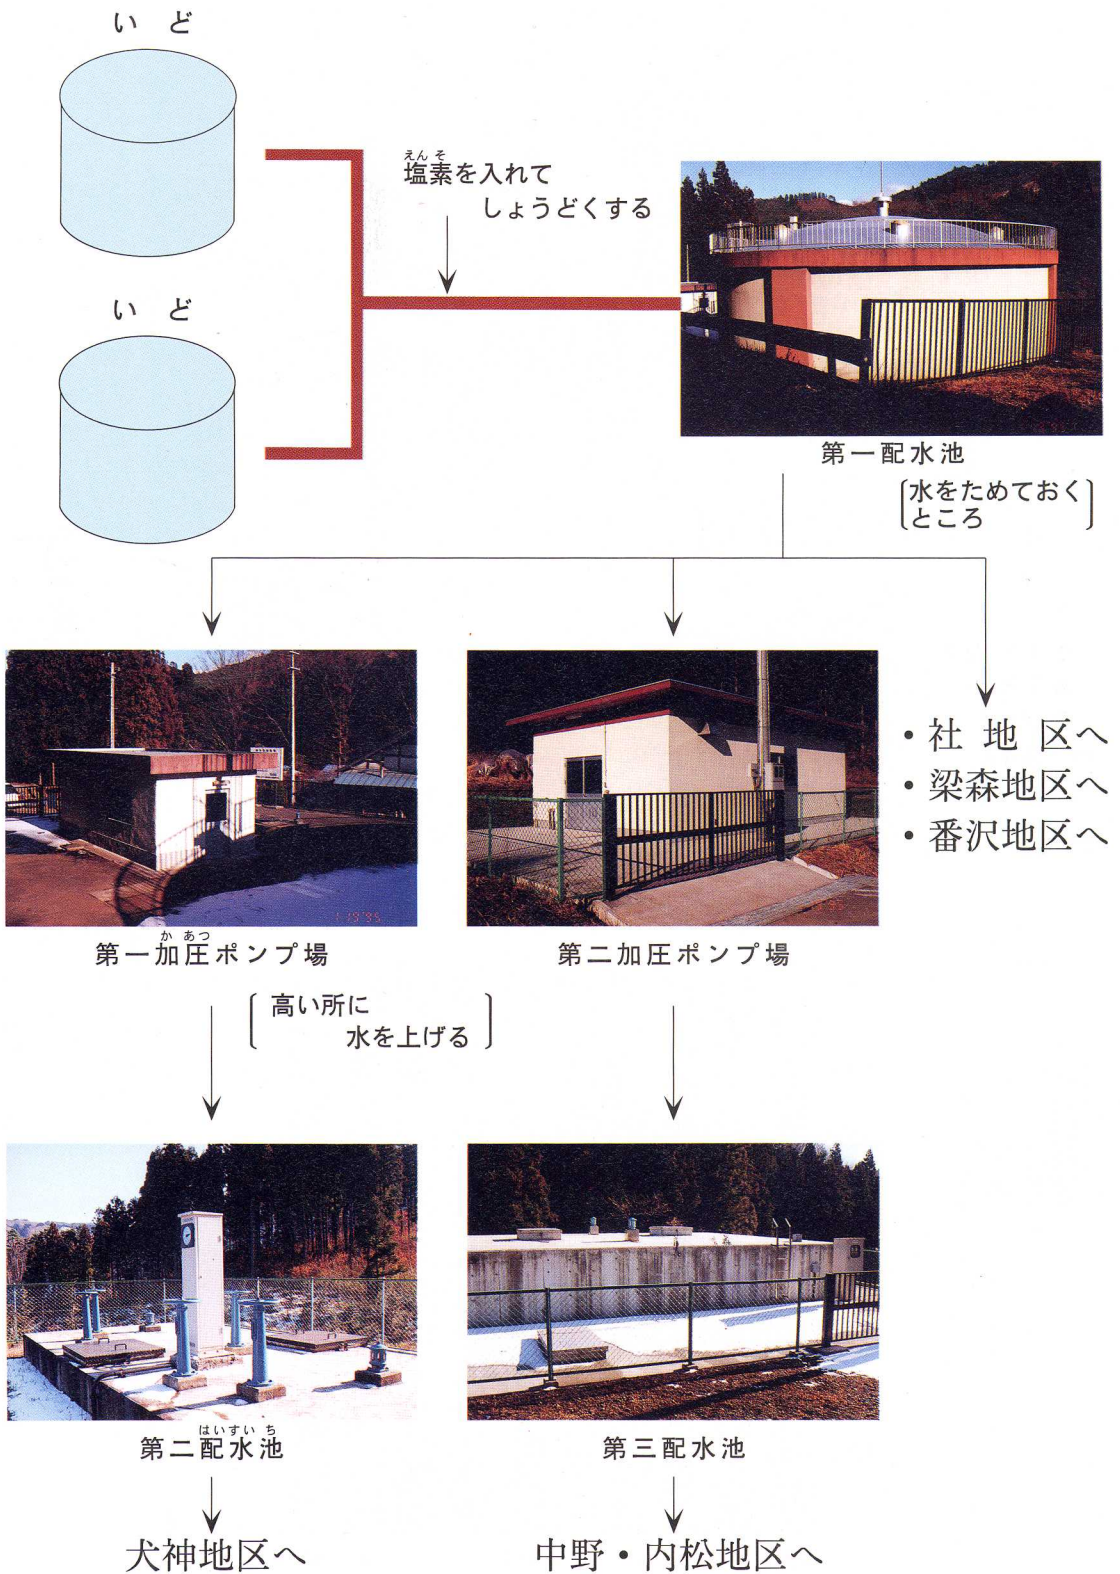 いど
いど
えんそ
塩素を入れて
しょうどくする
第一配水池
水をためておく
ところ
・社地区へ
・梁森地区へ
・番沢地区へ
1 19 '95
かあつ
第一加圧ポンプ場
第二加圧ポンプ場
高い所に
水を上げる
はいすいち
第二配水池
第三配水池
犬神地区へ
中野・内松地区へ